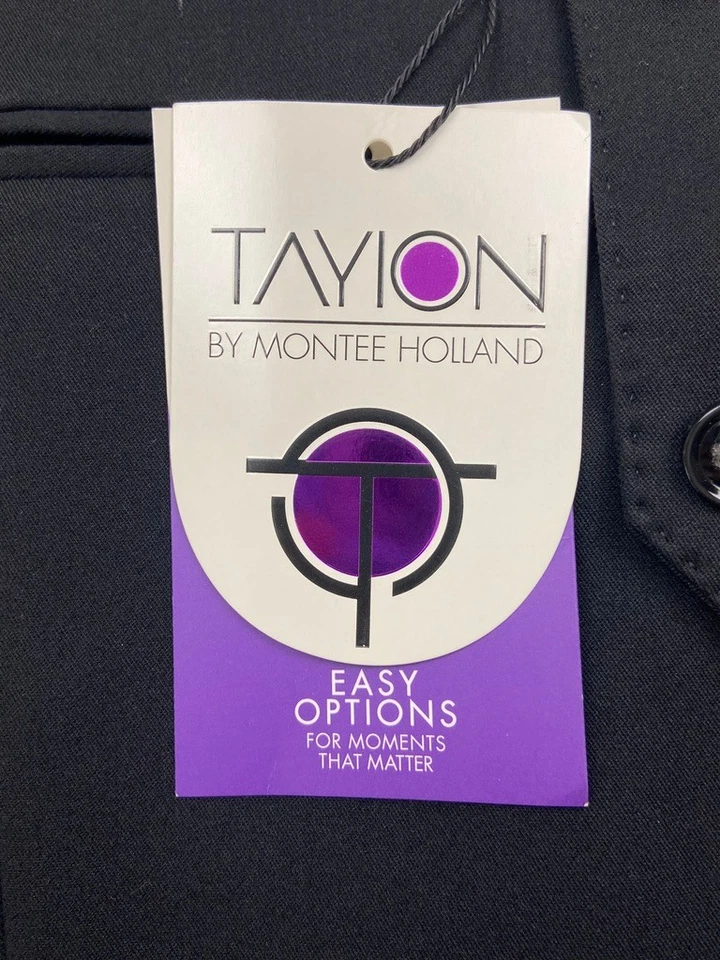 TAYION
BY MONTEE HOLLAND
EASY
OPTIONS
FOR MOMENTS
THAT MATTER